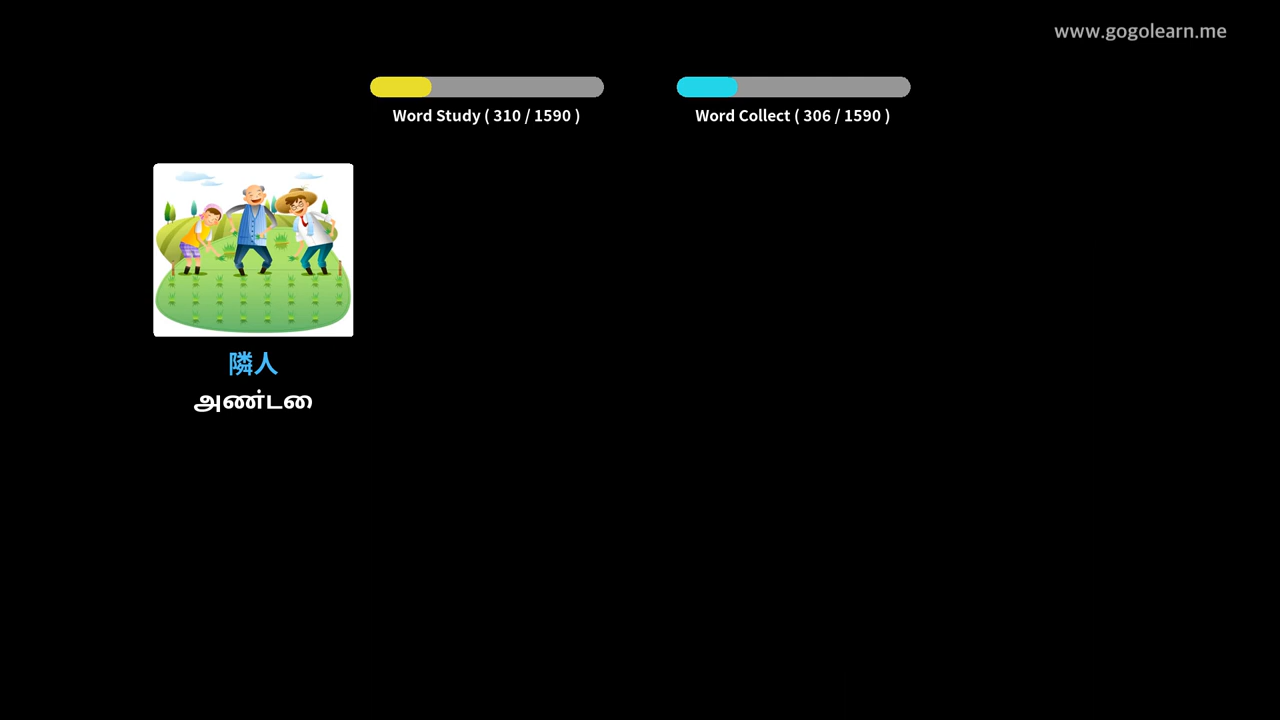 www.gogolearn.me
Word Study ( 310 / 1590 )
Word Collect ( 306 / 1590 )
隣人
அண்டை